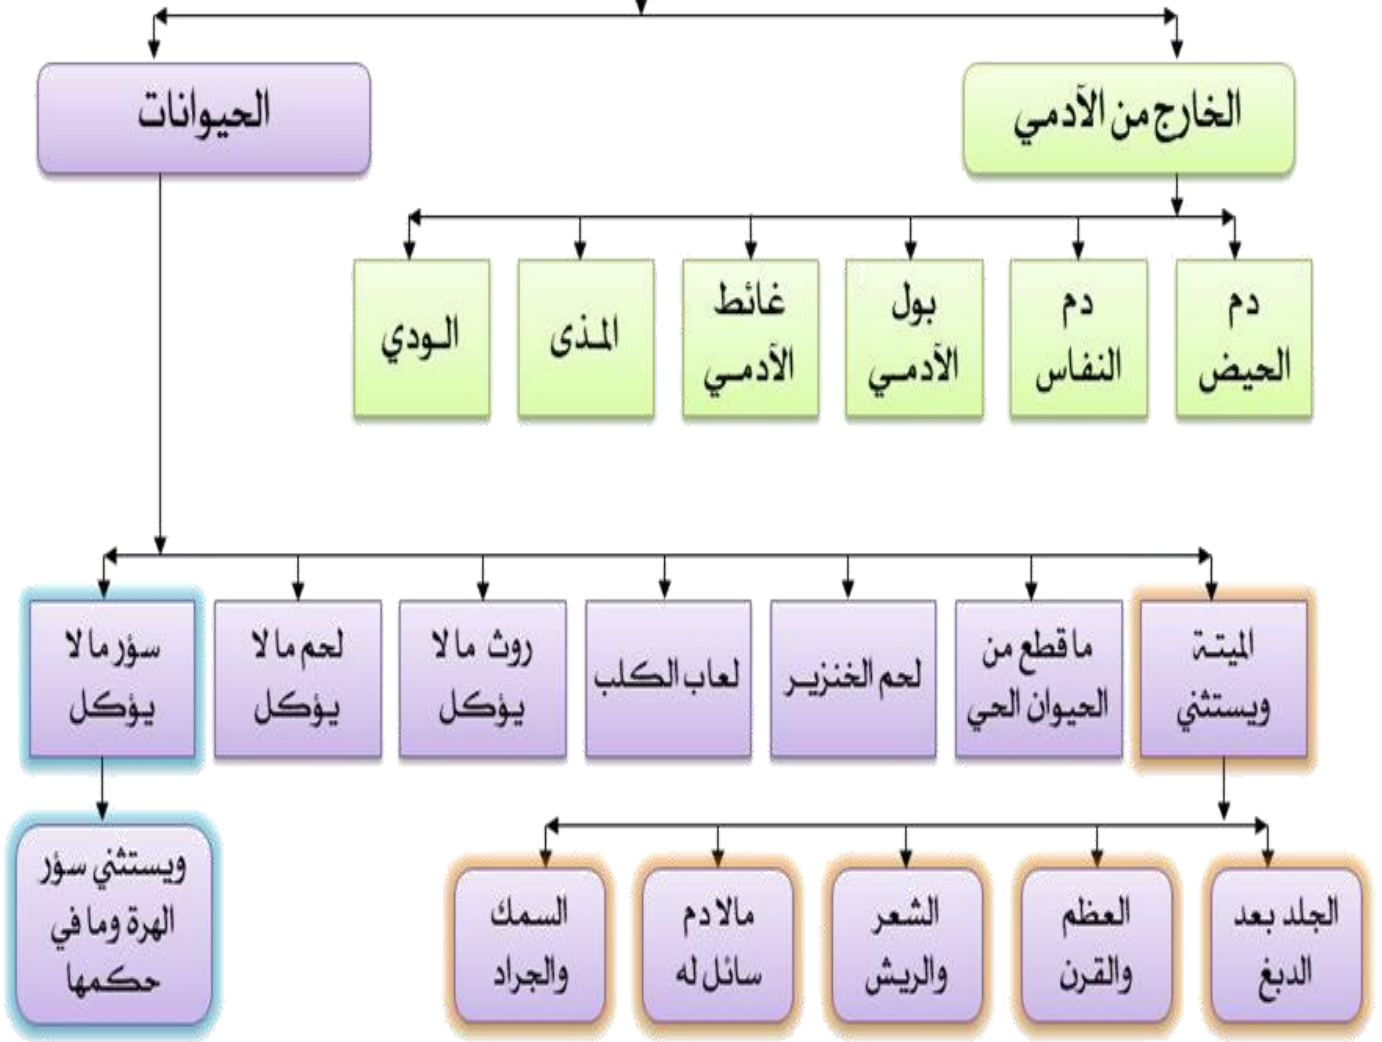 الخارج من الآدمي
الحيوانات
دم
الحيض
دم
النفاس
بول
الآدمي
غائط
الآدمي
المذى
الودي
الميتة
ويستثني
ما قطع من
الحيوان الحي
لحم الخنزير
لعاب الكلب
روث ما لا
يؤكل
لحم ما لا
يؤكل
سؤر ما لا
يؤكل
الجلد بعد
الدبغ
العظم
والقرن
الشعر
والريش
مالا دم
سائل له
السمك
والجراد
ويستثني سؤر
الهرة وما في
حكمها